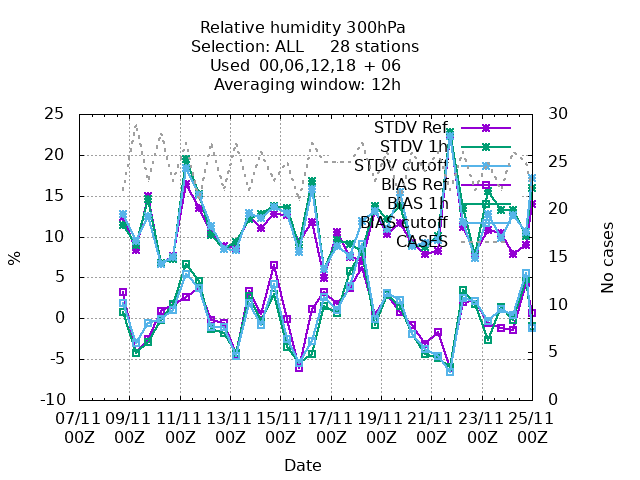 Relative humidity 300hPa
Selection: ALL 28 stations
Used 00,06,12,18 + 06
Averaging window: 12h
25
20
15
10
5
0
-5
-10
%
30
25
20
15
10
5
0
No cases
STDV Ref
STDV 1h
STDV cutoff
BIAS Ref
BIAS 1h
BIAS cutoff
CASES
07/11 09/11 11/11 13/11 15/11 17/11 19/11 21/11 23/11 25/11
00Z 00Z 00Z 00Z 00Z 00Z 00Z 00Z 00Z 00Z
Date